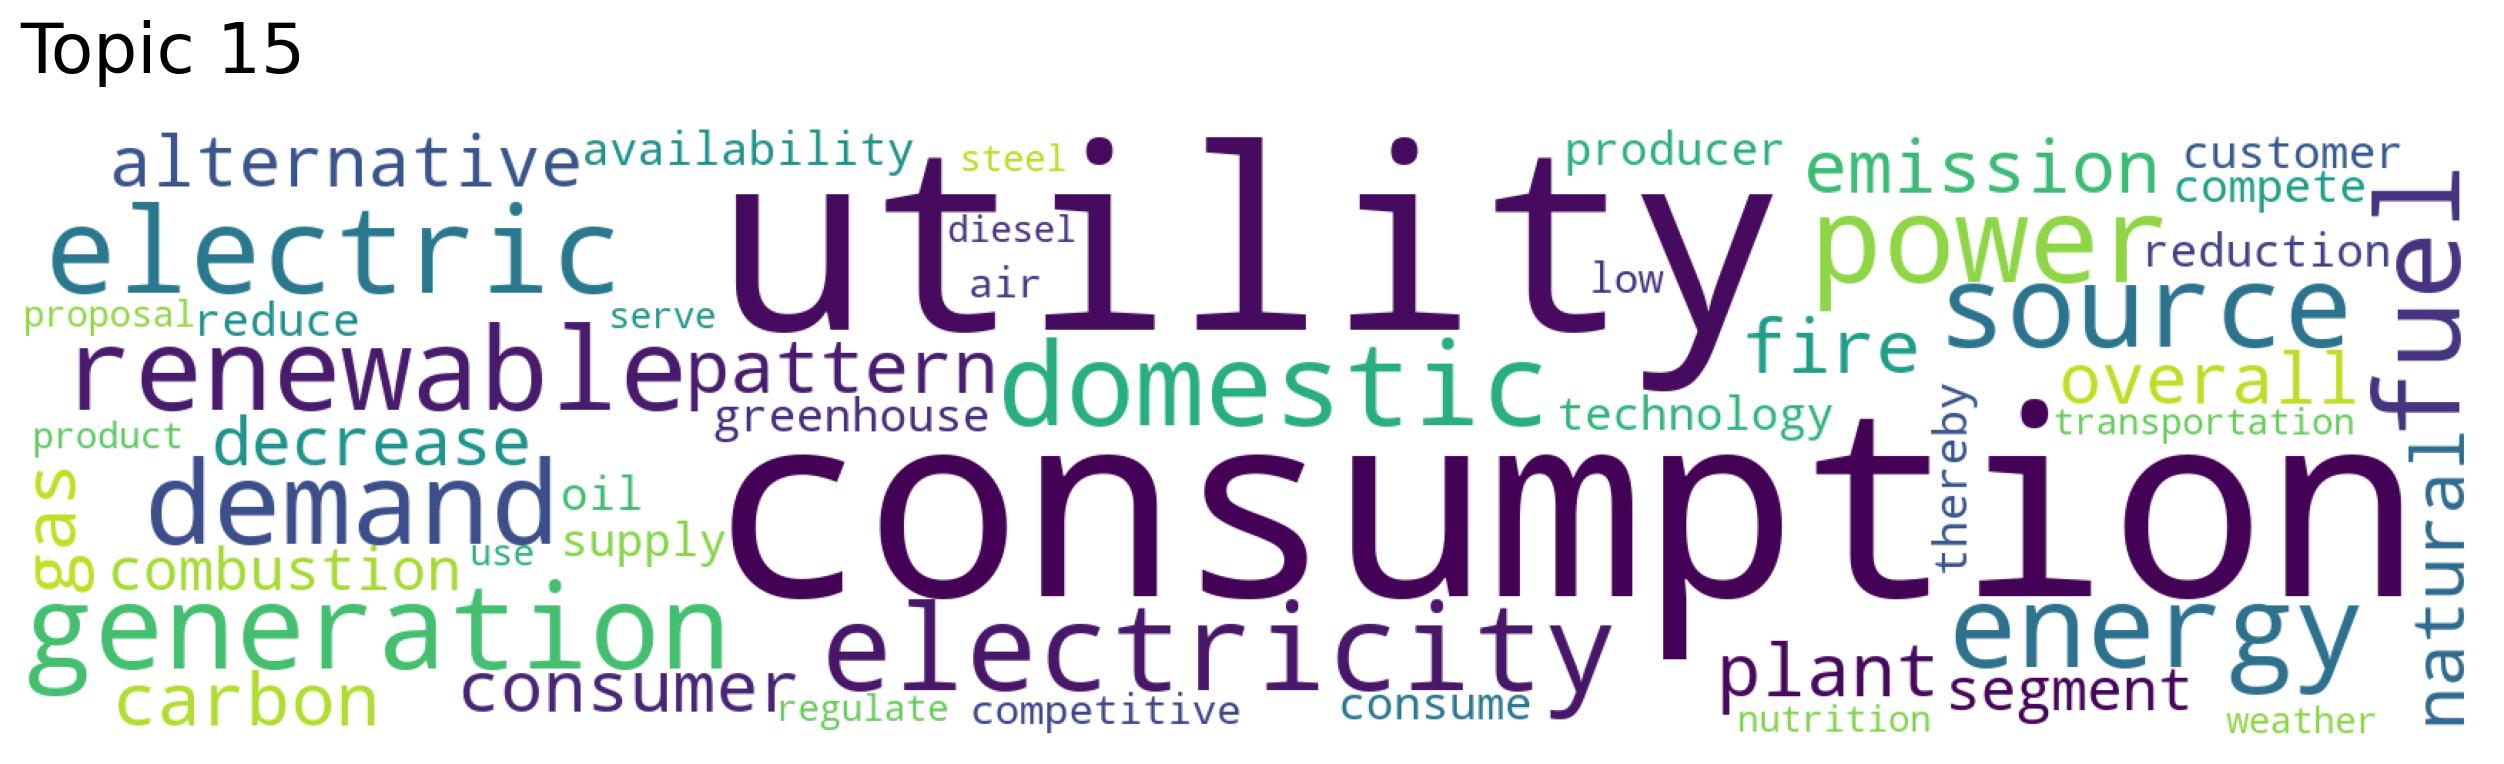 Topic 15
alternative
availability
steel
producer
emission
customer
compete
electric
utility
diesel
air
low
power
reduction
fuel
proposal
reduce
serve
source
renewable
pattern
domestic
fire
overall
greenhouse
technology
thereby
transportation
product
decrease
consumption
natural
gas
demand
oil
supply
combustion
use
generation
electricity
energy
carbon
consumer
regulate
competitive
consume
plant
segment
nutrition
weather